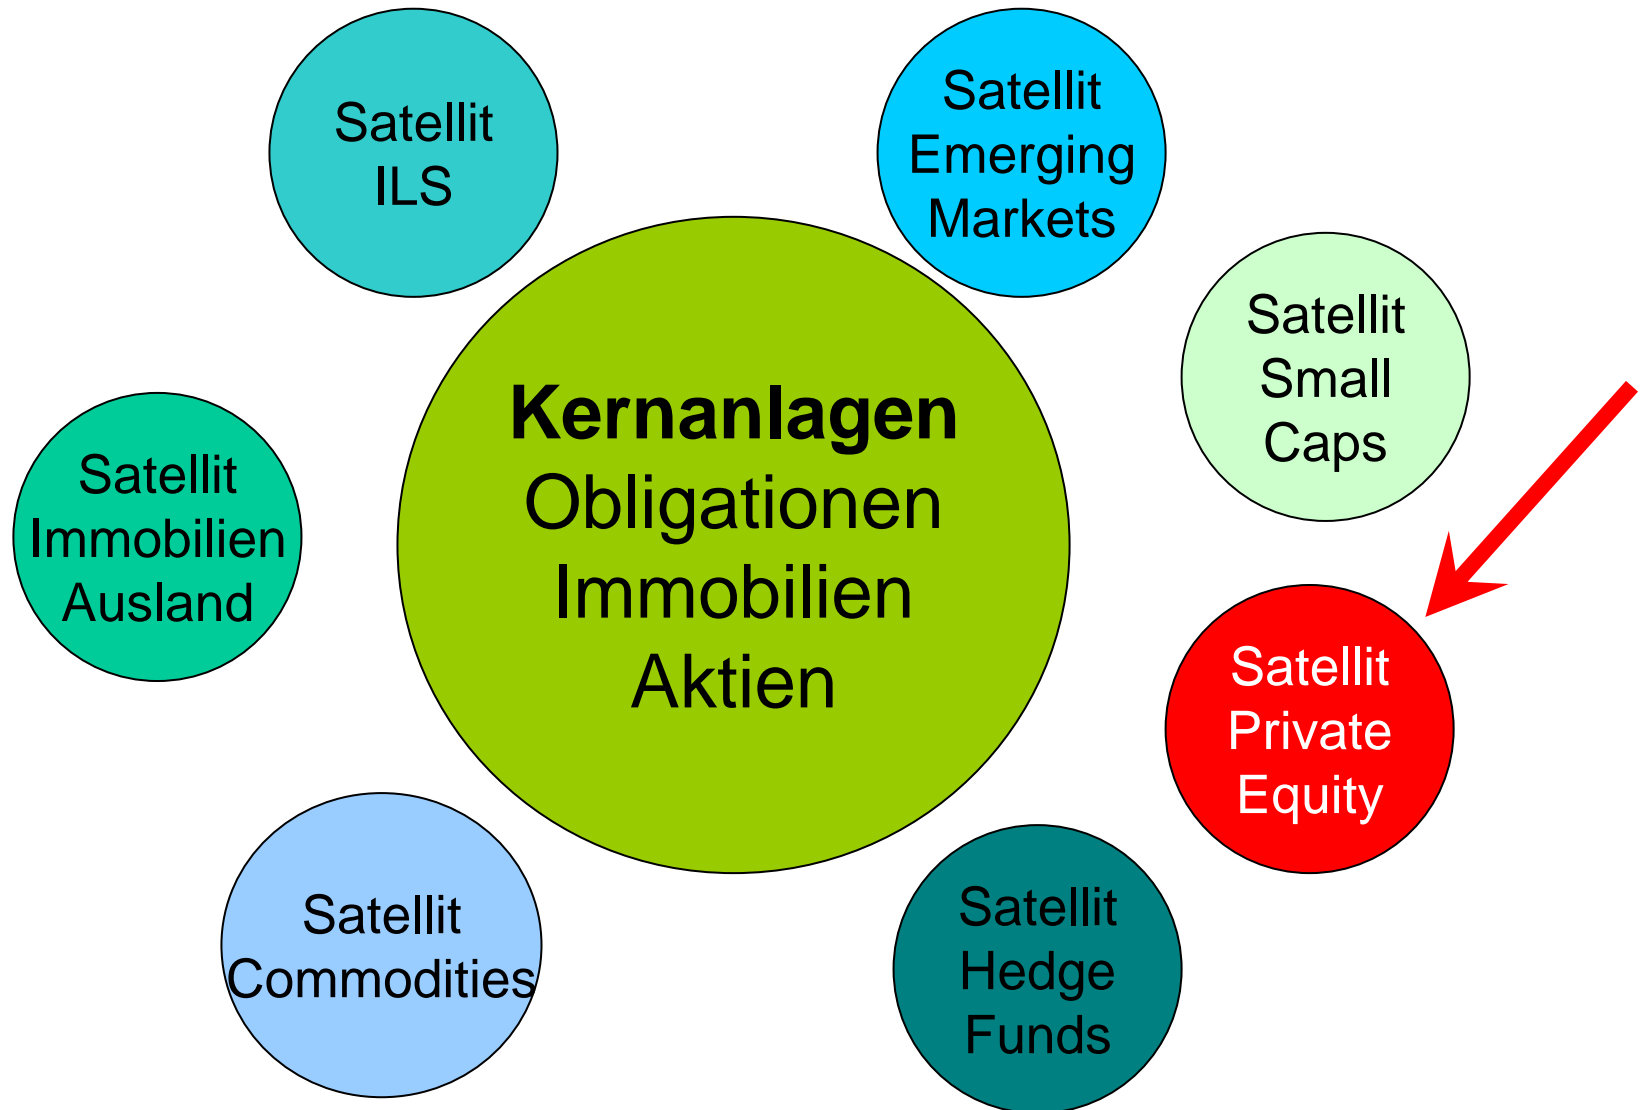 Satellit
ILS
Satellit
Emerging
Markets
Satellit
Small
Caps
Kernanlagen
Obligationen
Immobilien
Aktien
Satellit
Immobilien
Ausland
Satellit
Private
Equity
Satellit
Commodities
Satellit
Hedge
Funds